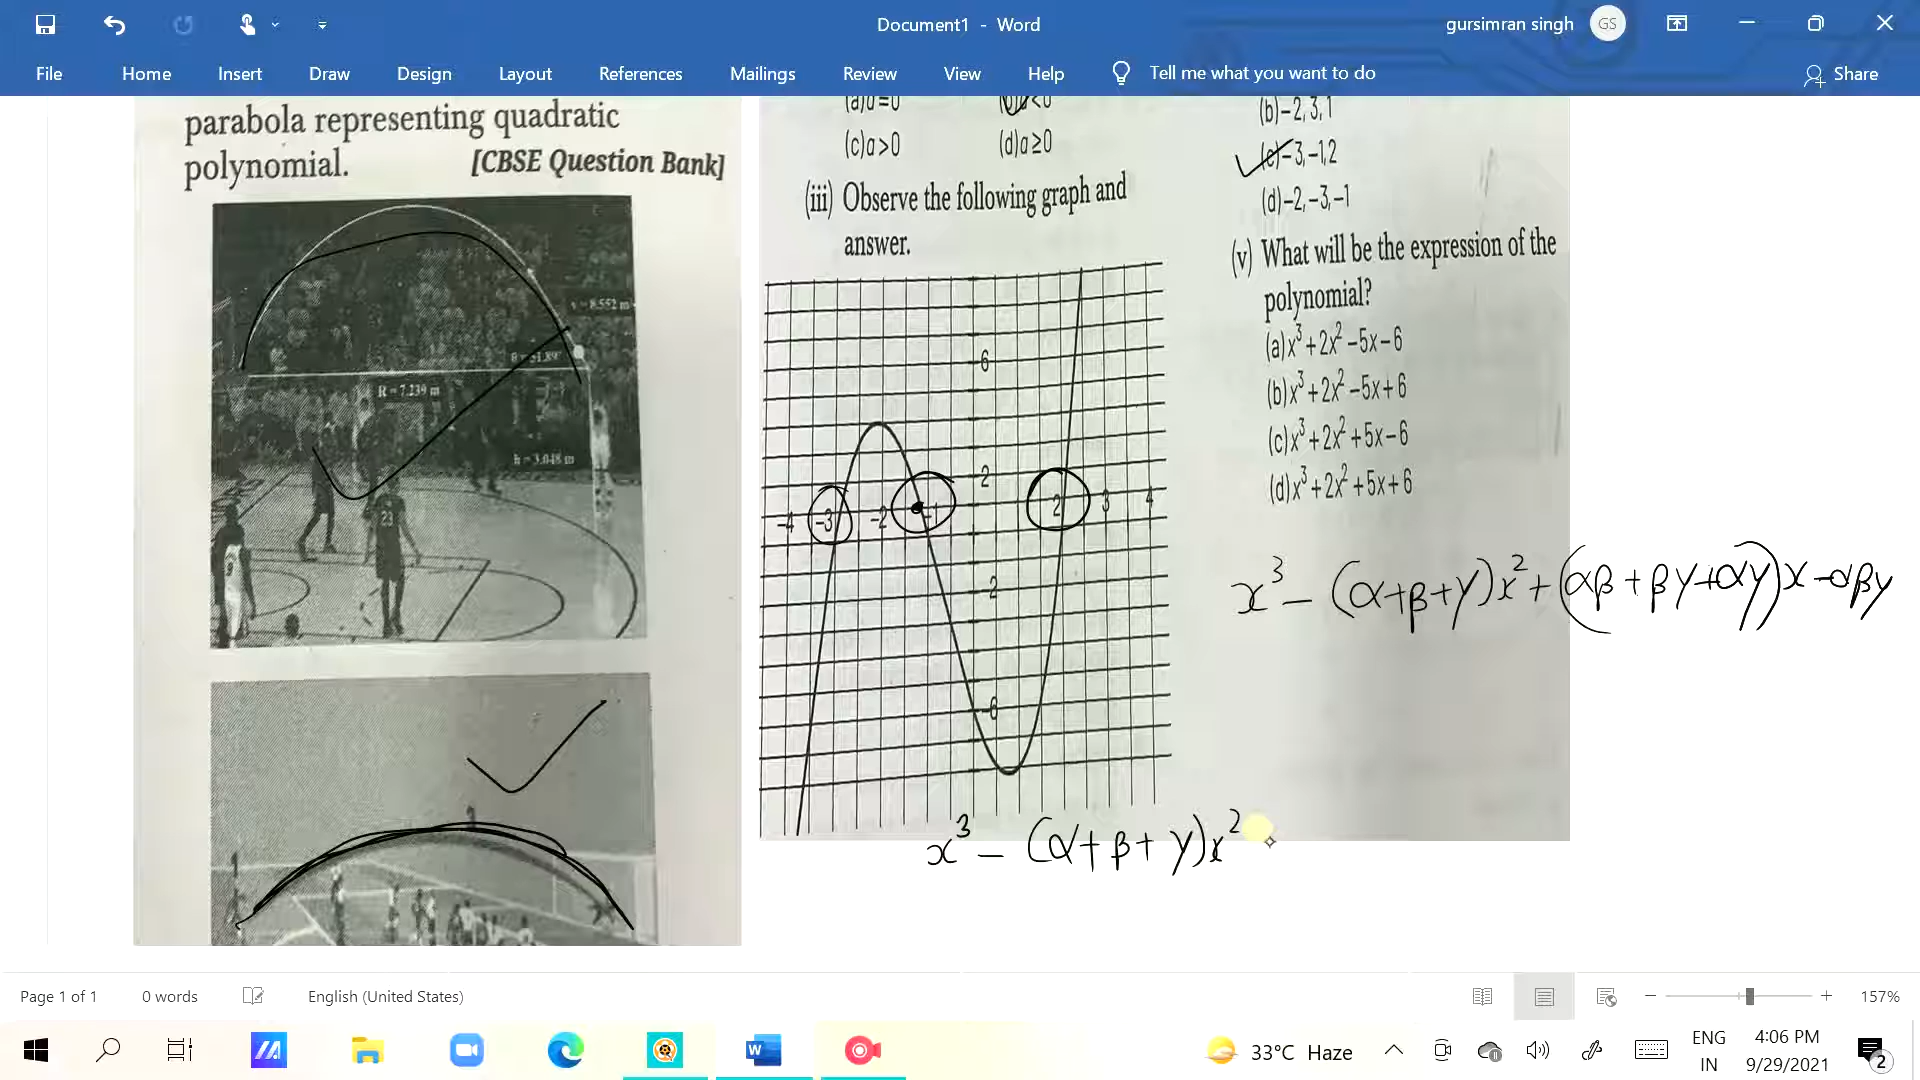 Document1 - Word
gursimran singh
GS
File Home Insert Draw Design Layout References Mailings Review View Help Tell me what you want to do Share
parabola representing quadratic
polynomial. [CBSE Question Bank]
R = 7.239 m
h = 3.048 m
23
(c) a>0 (d) a≥0
(iii) Observe the following graph and
answer.
6
2
-4 -3 -2 -1 2 3 4
-6
x³ - (α+β+γ)x²
(b) -2, 3, 1
(c) -3, -1, 2
(d) -2, -3, -1
(v) What will be the expression of the
polynomial?
(a) x³ + 2x² - 5x - 6
(b) x³ + 2x² - 5x + 6
(c) x³ + 2x² + 5x - 6
(d) x³ + 2x² + 5x + 6
x³ - (α+β+γ)x² + (αβ + βγ + αγ)x - αβγ
Page 1 of 1 0 words English (United States) 157%
33°C Haze
ENG
IN
4:06 PM
9/29/2021
2